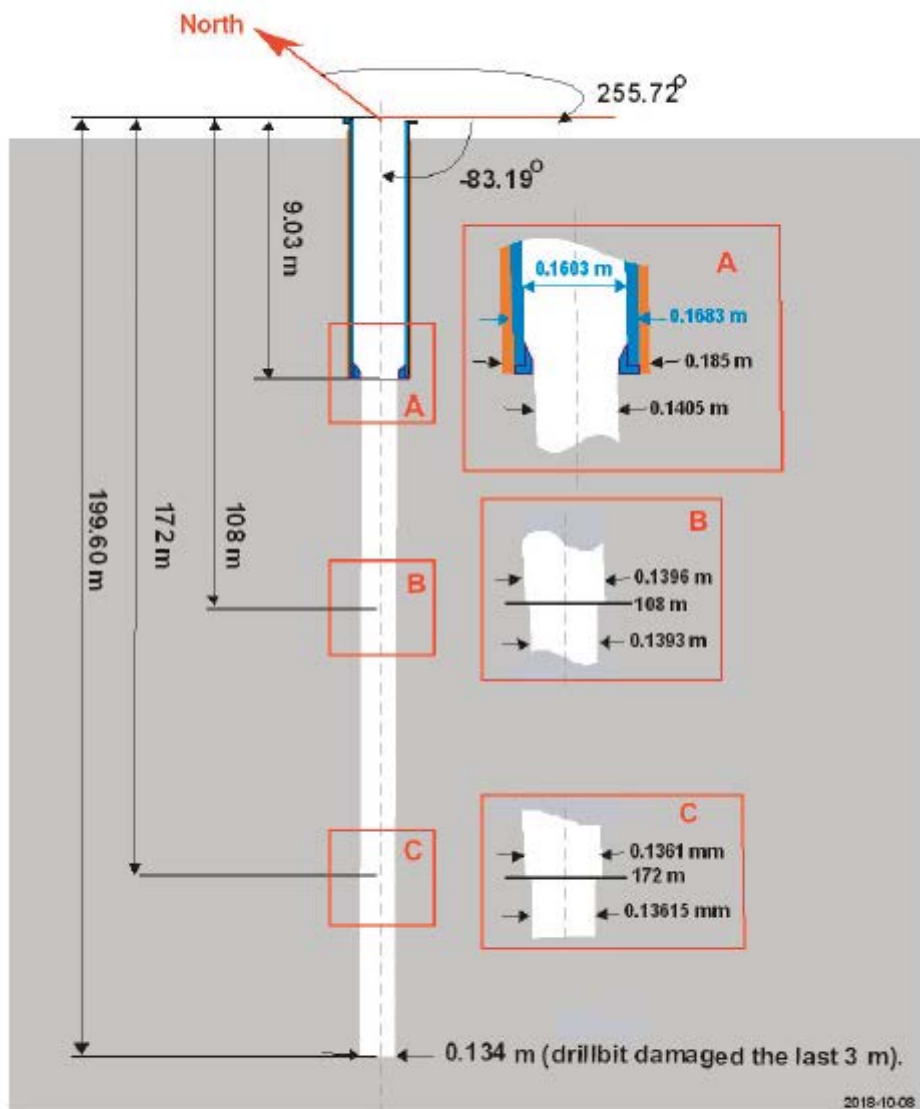 North
255.72°
-83.19°
9.03 m
A
0.1603 m
0.1683 m
0.185 m
0.1405 m
A
199.60 m
172 m
108 m
B
B
0.1396 m
108 m
0.1393 m
C
C
0.1361 mm
172 m
0.13615 mm
0.134 m (drillbit damaged the last 3 m).
2018-10-08